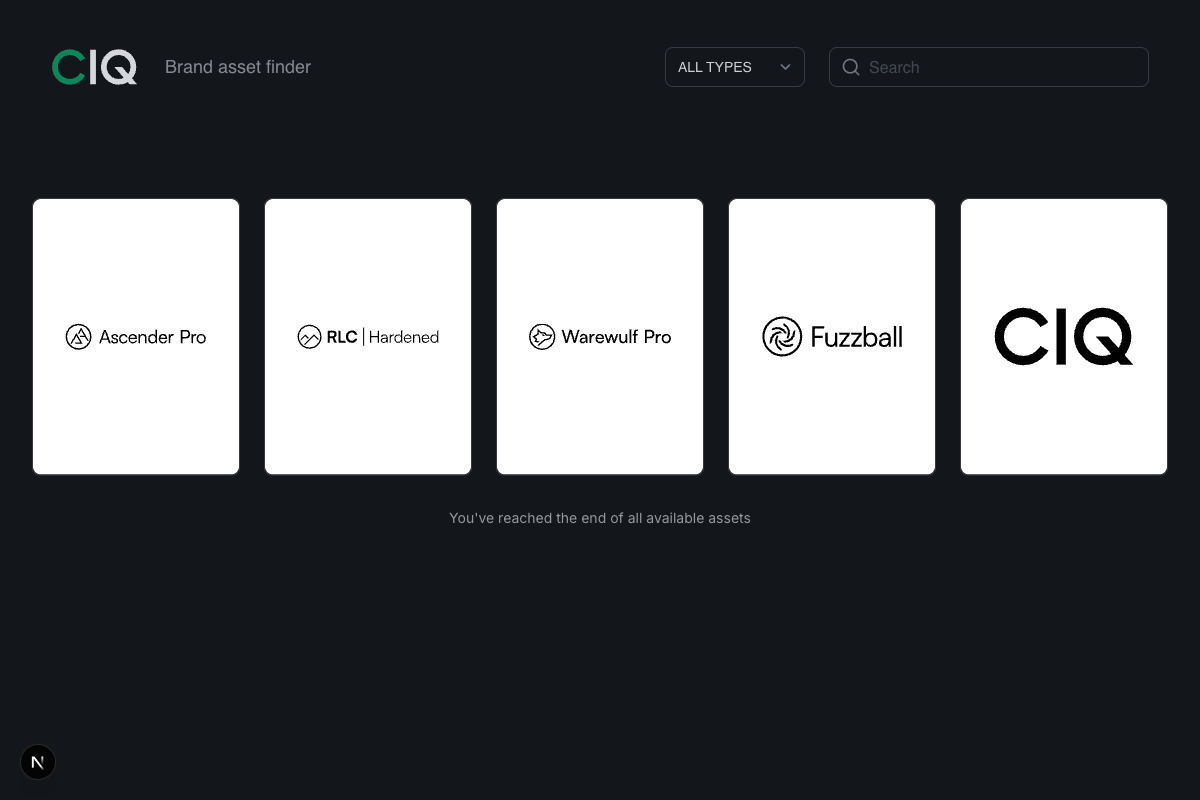 CIQ
Brand asset finder
ALL TYPES
Search
Ascender Pro
RLC | Hardened
Warewulf Pro
Fuzzball
CIQ
You've reached the end of all available assets
N